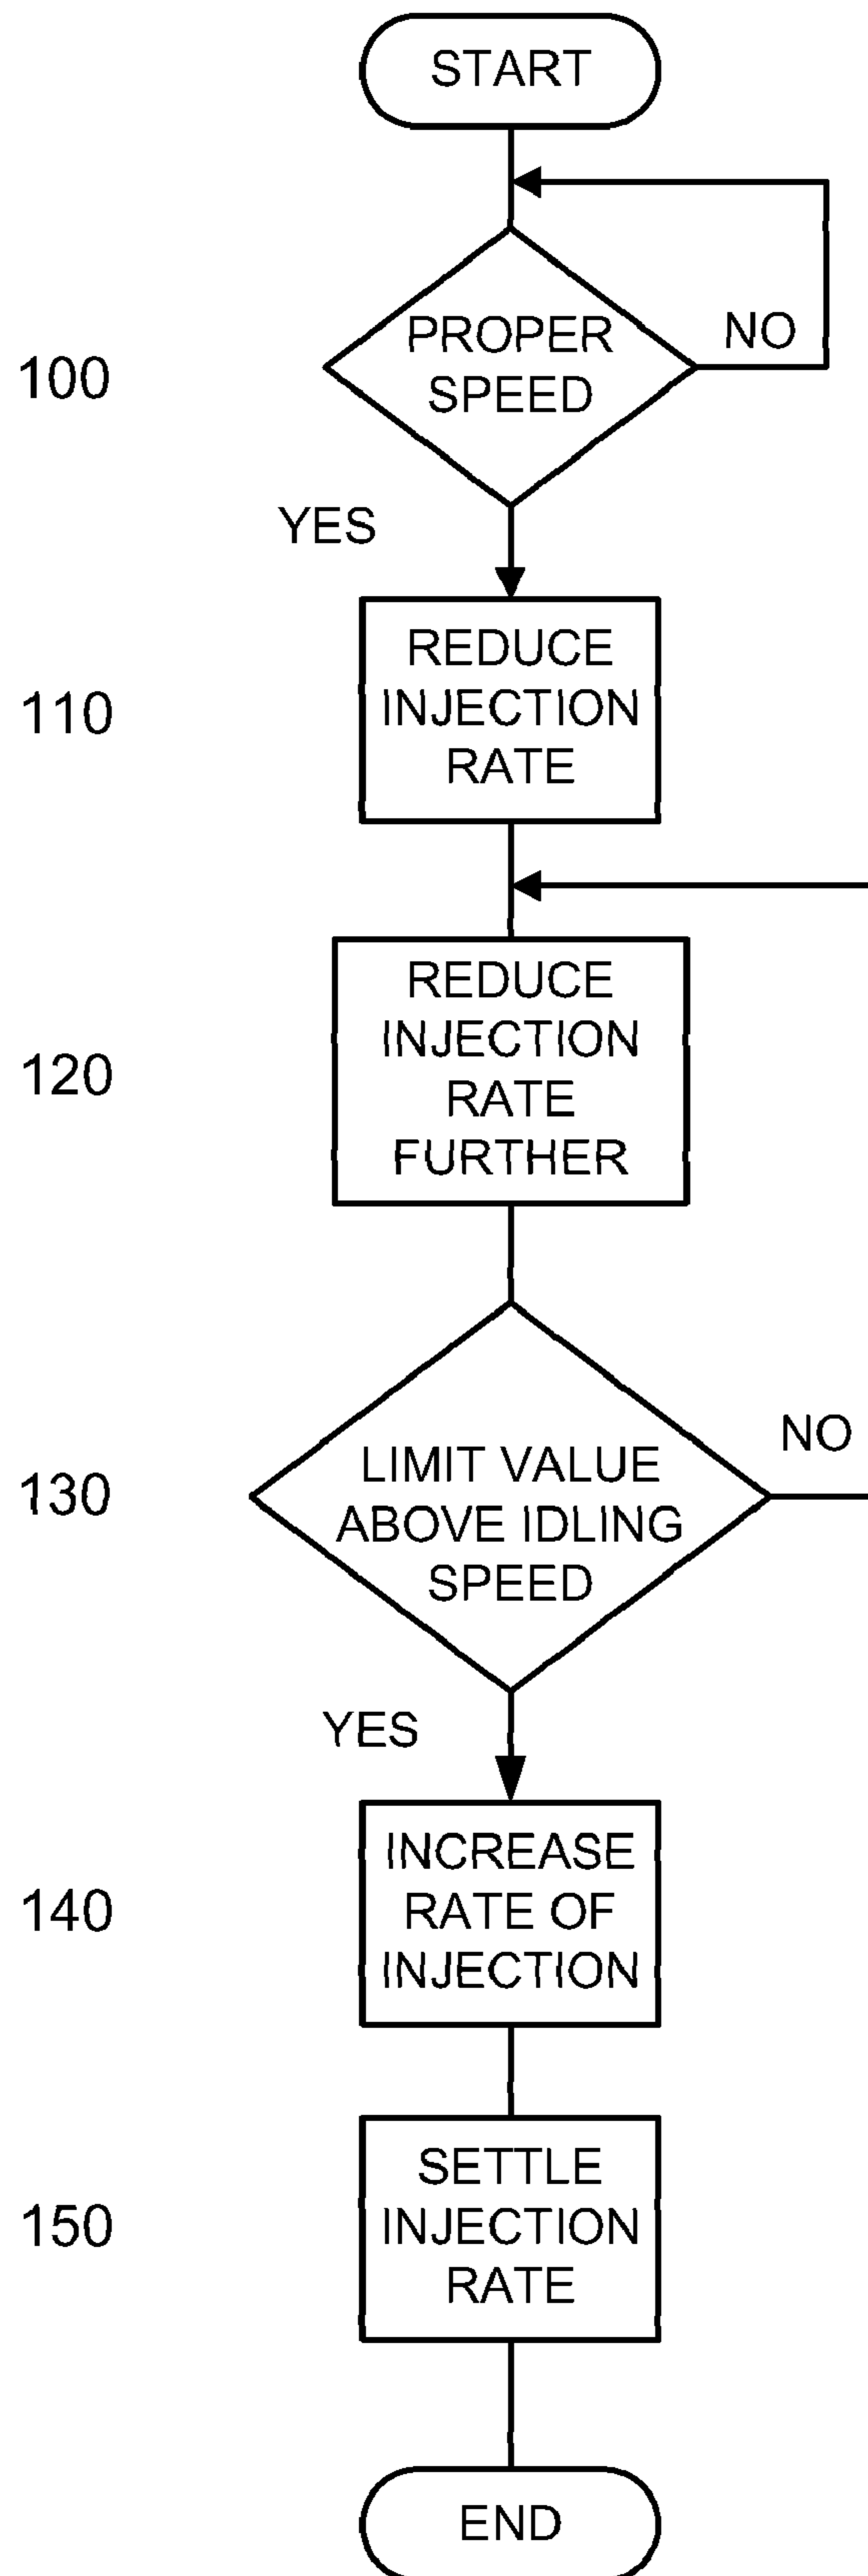 START
PROPER
SPEED
NO
100
YES
REDUCE
INJECTION
RATE
110
REDUCE
INJECTION
RATE
FURTHER
120
NO
LIMIT VALUE
ABOVE IDLING
SPEED
130
YES
INCREASE
RATE OF
INJECTION
140
SETTLE
INJECTION
RATE
150
END